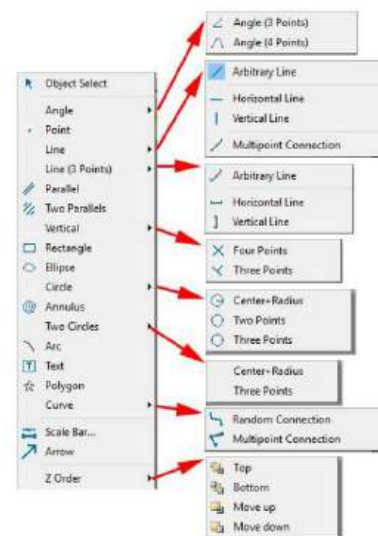 Object Select
Angle
Point
Line
Line (3 Points)
Parallel
Two Parallels
Vertical
Rectangle
Ellipse
Circle
Annulus
Two Circles
Arc
Text
Polygon
Curve
Scale Bar...
Arrow
Z Order
Angle (3 Points)
Angle (4 Points)
Arbitrary Line
Horizontal Line
Vertical Line
Multipoint Connection
Arbitrary Line
Horizontal Line
Vertical Line
Four Points
Three Points
Center+Radius
Two Points
Three Points
Center+Radius
Three Points
Random Connection
Multipoint Connection
Top
Bottom
Move up
Move down